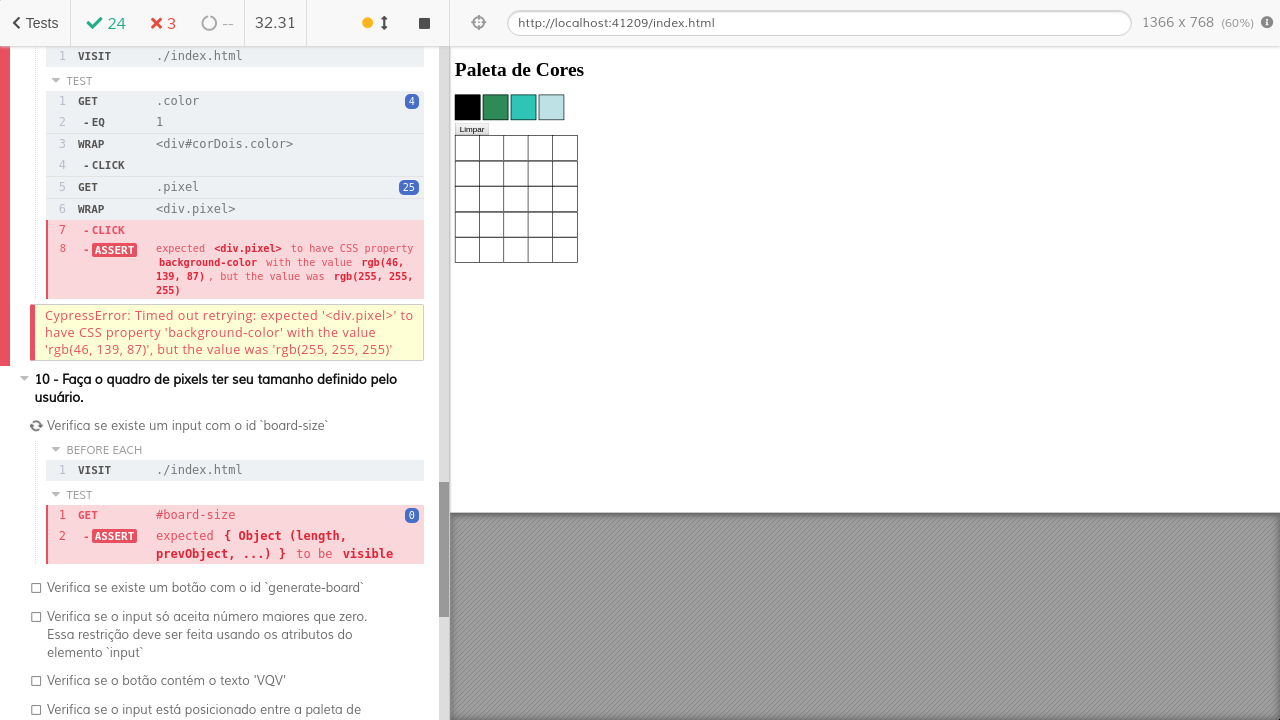 Tests 24 3 -- 32.31 http://localhost:41209/index.html 1366 x 768 (60%)
1 VISIT ./index.html
TEST
1 GET .color 4
2 - EQ 1
3 WRAP <div#corDois.color>
4 - CLICK
5 GET .pixel 25
6 WRAP <div.pixel>
7 - CLICK
8 - ASSERT expected <div.pixel> to have CSS property
background-color with the value rgb(46,
139, 87) , but the value was rgb(255, 255,
255)
CypressError: Timed out retrying: expected '<div.pixel>' to
have CSS property 'background-color' with the value
'rgb(46, 139, 87)', but the value was 'rgb(255, 255, 255)'
10 - Faça o quadro de pixels ter seu tamanho definido pelo
usuário.
Verifica se existe um input com o id `board-size`
BEFORE EACH
1 VISIT ./index.html
TEST
1 GET #board-size 0
2 - ASSERT expected { Object (length,
prevObject, ...) } to be visible
Verifica se existe um botão com o id `generate-board`
Verifica se o input só aceita número maiores que zero.
Essa restrição deve ser feita usando os atributos do
elemento `input`
Verifica se o botão contém o texto 'VQV'
Verifica se o input está posicionado entre a paleta de
Paleta de Cores
Limpar